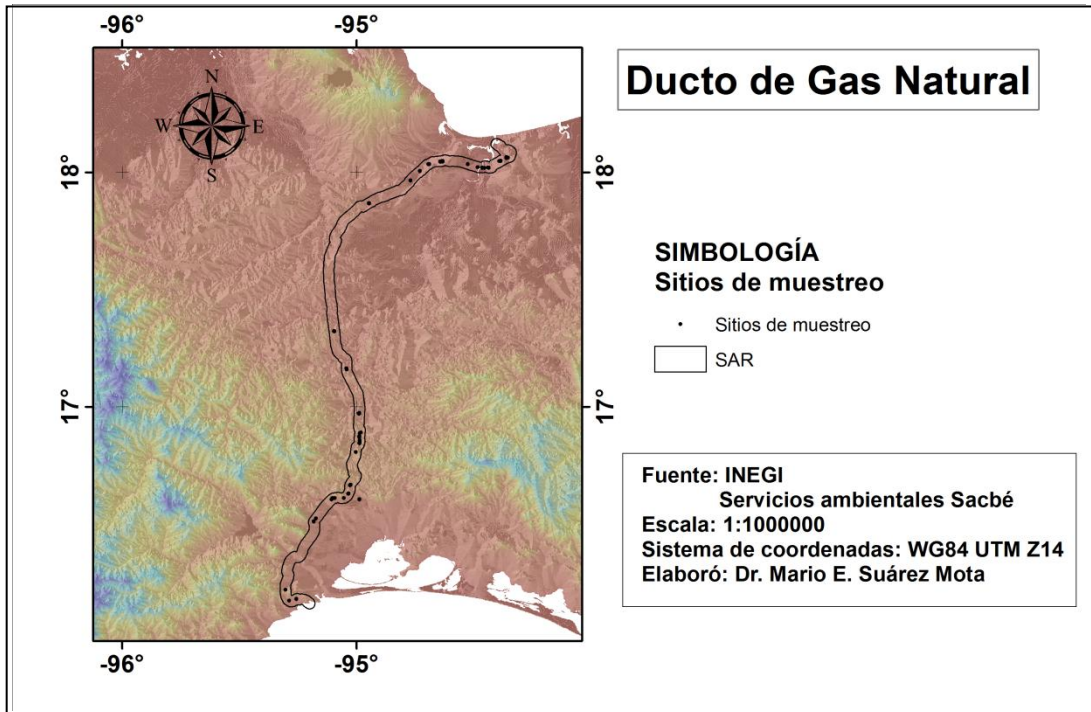 -96°
-95°
Ducto de Gas Natural
N
W
E
S
18°
18°
SIMBOLOGÍA
Sitios de muestreo
Sitios de muestreo
SAR
17°
17°
Fuente: INEGI
Servicios ambientales Sacbé
Escala: 1:1000000
Sistema de coordenadas: WG84 UTM Z14
Elaboró: Dr. Mario E. Suárez Mota
-96°
-95°